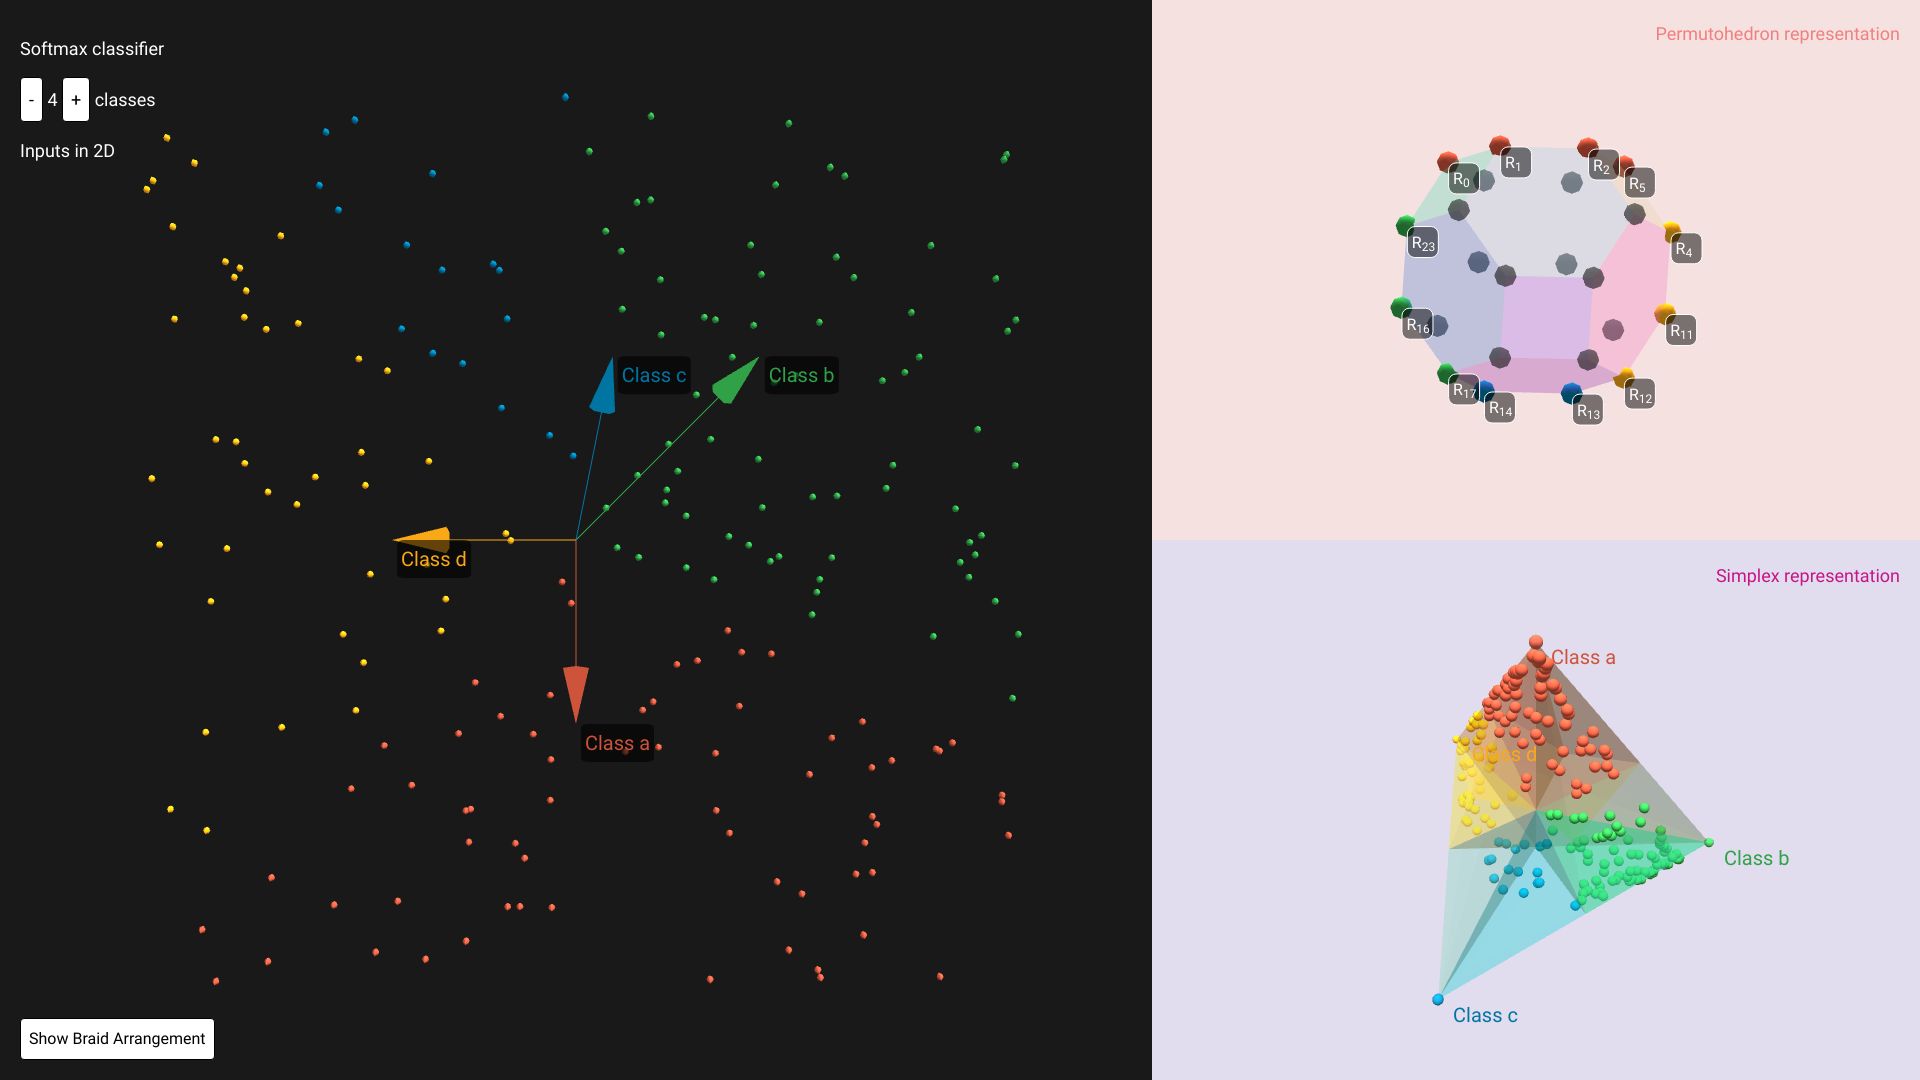 Softmax classifier
- 4 + classes
Inputs in 2D
Class c
Class b
Class d
Class a
Show Braid Arrangement
Permutohedron representation
R1
R2
R0
R5
R23
R4
R16
R11
R17
R14
R13
R12
Simplex representation
Class a
Class d
Class b
Class c